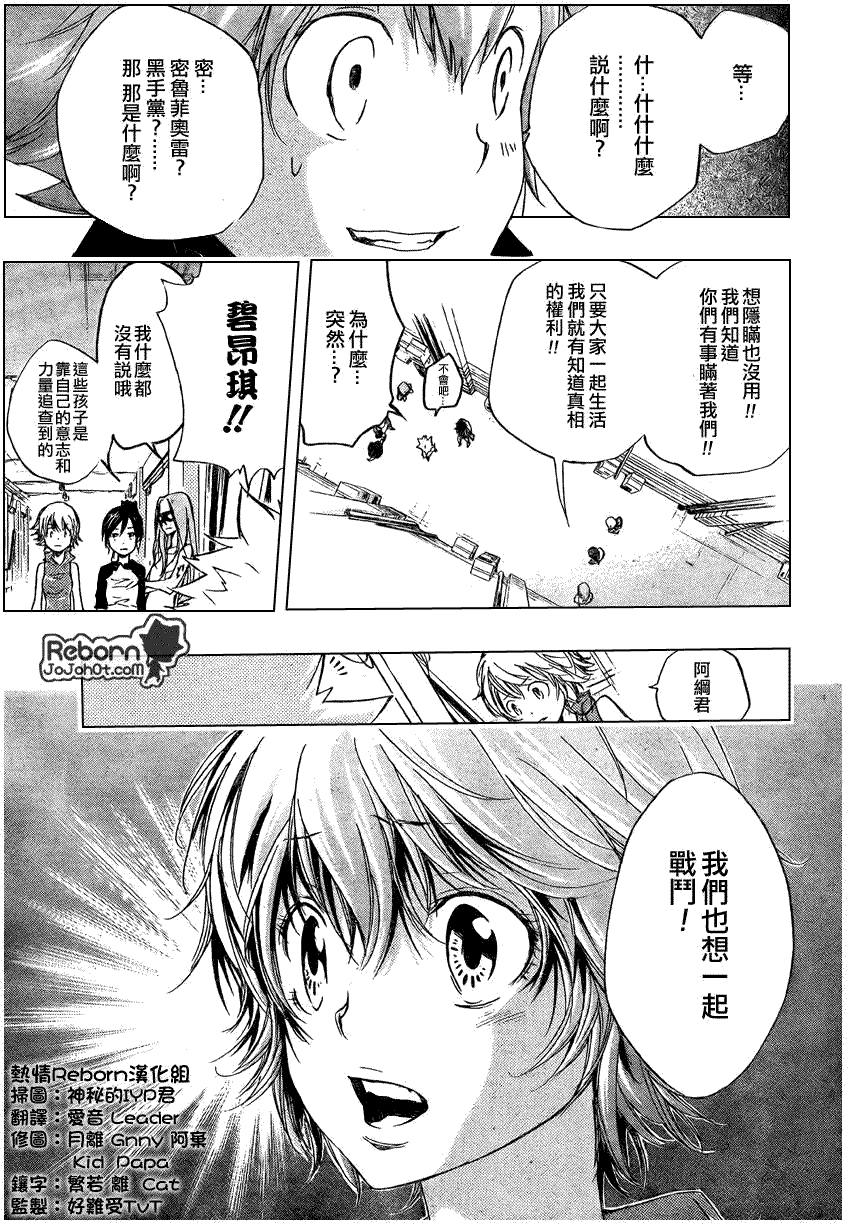 等…
什…什什什麼
…………
説什麼啊？
密…
密魯菲奧雷？
黑手黨？……
那 那是什麼啊？
想隱瞞也沒用!!
我們知道
你們有事瞞著我們!!
只要大家一起生活
我們就有知道真相
的權利!!
不會吧…
為什麼…
突然…？
碧昂琪!!
我什麼都
沒有説哦
這些孩子是
靠自己的意志和
力量追查到的
Reborn
JoJohot.com
阿綱君
我們也想一起
戰鬥!
熱情Reborn漢化組
掃圖：神秘的IYP君
翻譯：愛音 Leader
修圖：月離 Gnny 阿棄
Kid Papa
鑲字：繁若 離 Cat
監製：好難受TVT